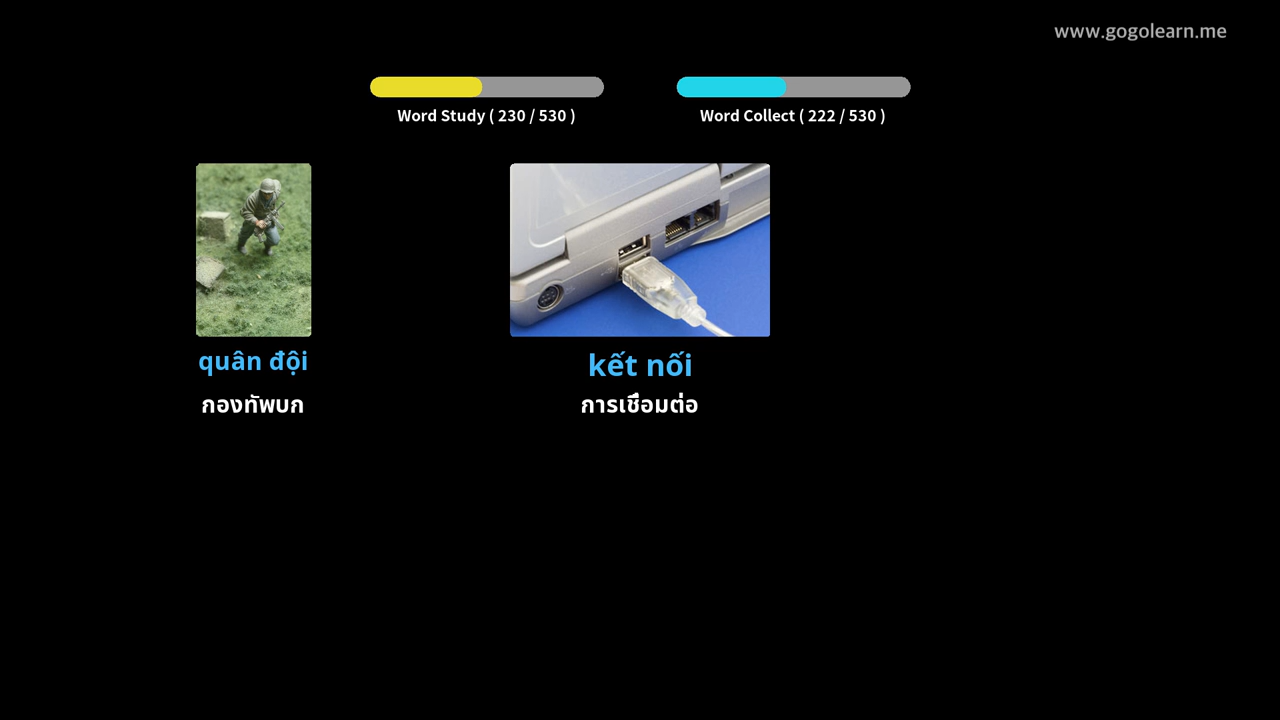 www.gogolearn.me
Word Study ( 230 / 530 )
Word Collect ( 222 / 530 )
quân đội
กองทัพบก
kết nối
การเชื่อมต่อ